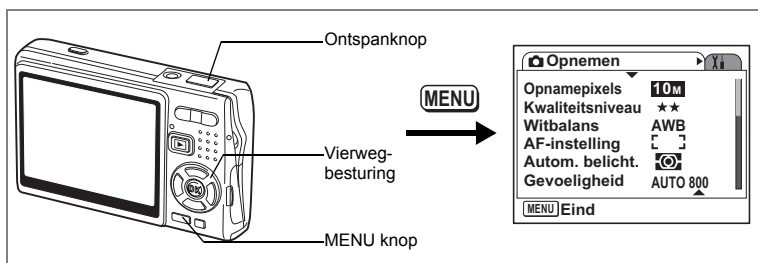 Ontspanknop
Vierweg-
besturing
MENU knop
OK
MENU
Opnemen
Opnamepixels 10M
Kwaliteitsniveau ★★
Witbalans AWB
AF-instelling
Autom. belicht.
Gevoeligheid AUTO 800
MENU Eind